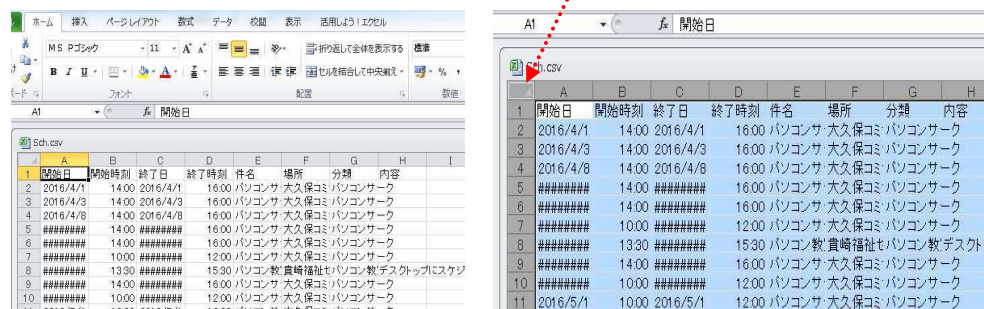 ホーム 挿入 ページレイアウト 数式 データ 校閲 表示 活用しよう!エクセル
MS Pゴシック 11 A A 折り返して全体を表示する 標準
B I U A セルを結合して中央揃え % ,
フォント 配置 数値
A1 fx 開始日
Sch.csv
A B C D E F G H I
1 開始日 開始時刻 終了日 終了時刻 件名 場所 分類 内容
2 2016/4/1 14:00 2016/4/1 16:00 パソコンサ 大久保コミ パソコンサーク
3 2016/4/3 14:00 2016/4/3 16:00 パソコンサ 大久保コミ パソコンサーク
4 2016/4/8 14:00 2016/4/8 16:00 パソコンサ 大久保コミ パソコンサーク
5 ######## 14:00 ######## 16:00 パソコンサ 大久保コミ パソコンサーク
6 ######## 14:00 ######## 16:00 パソコンサ 大久保コミ パソコンサーク
7 ######## 10:00 ######## 12:00 パソコンサ 大久保コミ パソコンサーク
8 ######## 13:30 ######## 15:30 パソコン教 貴崎福祉セ パソコン教 デスクトップにスケジ
9 ######## 14:00 ######## 16:00 パソコンサ 大久保コミ パソコンサーク
10 ######## 10:00 ######## 12:00 パソコンサ 大久保コミ パソコンサーク
A1 fx 開始日
Sch.csv
A B C D E F G H
1 開始日 開始時刻 終了日 終了時刻 件名 場所 分類 内容
2 2016/4/1 14:00 2016/4/1 16:00 パソコンサ 大久保コミ パソコンサーク
3 2016/4/3 14:00 2016/4/3 16:00 パソコンサ 大久保コミ パソコンサーク
4 2016/4/8 14:00 2016/4/8 16:00 パソコンサ 大久保コミ パソコンサーク
5 ######## 14:00 ######## 16:00 パソコンサ 大久保コミ パソコンサーク
6 ######## 14:00 ######## 16:00 パソコンサ 大久保コミ パソコンサーク
7 ######## 10:00 ######## 12:00 パソコンサ 大久保コミ パソコンサーク
8 ######## 13:30 ######## 15:30 パソコン教 貴崎福祉セ パソコン教 デスクト
9 ######## 14:00 ######## 16:00 パソコンサ 大久保コミ パソコンサーク
10 ######## 10:00 ######## 12:00 パソコンサ 大久保コミ パソコンサーク
11 2016/5/1 10:00 2016/5/1 12:00 パソコンサ 大久保コミ パソコンサーク